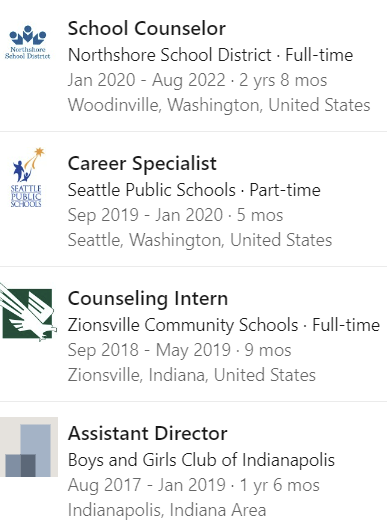 Northshore
School District
School Counselor
Northshore School District · Full-time
Jan 2020 - Aug 2022 · 2 yrs 8 mos
Woodinville, Washington, United States
SEATTLE
PUBLIC
SCHOOLS
Career Specialist
Seattle Public Schools · Part-time
Sep 2019 - Jan 2020 · 5 mos
Seattle, Washington, United States
Counseling Intern
Zionsville Community Schools · Full-time
Sep 2018 - May 2019 · 9 mos
Zionsville, Indiana, United States
Assistant Director
Boys and Girls Club of Indianapolis
Aug 2017 - Jan 2019 · 1 yr 6 mos
Indianapolis, Indiana Area